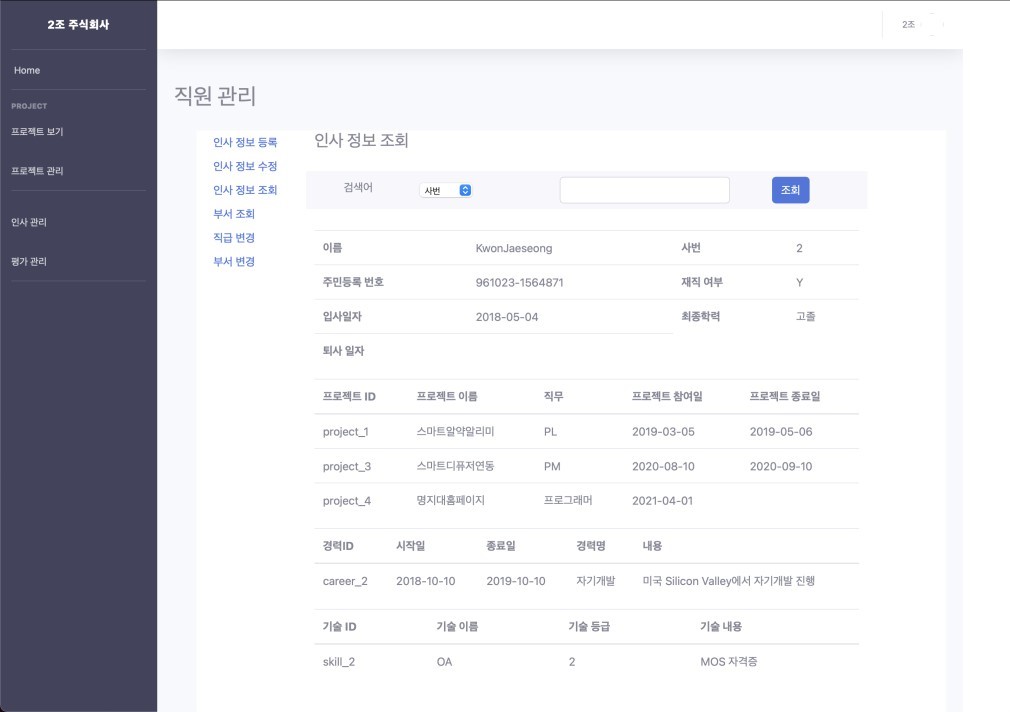 2조 주식회사
2조
Home
PROJECT
프로젝트 보기
프로젝트 관리
인사 관리
평가 관리
직원 관리
인사 정보 등록
인사 정보 수정
인사 정보 조회
부서 조회
직급 변경
부서 변경
인사 정보 조회
검색어 사번 조회
이름 KwonJaeseong 사번 2
주민등록 번호 961023-1564871 재직 여부 Y
입사일자 2018-05-04 최종학력 고졸
퇴사 일자
프로젝트 ID 프로젝트 이름 직무 프로젝트 참여일 프로젝트 종료일
project_1 스마트알약알리미 PL 2019-03-05 2019-05-06
project_3 스마트디퓨저연동 PM 2020-08-10 2020-09-10
project_4 명지대홈페이지 프로그래머 2021-04-01
경력ID 시작일 종료일 경력명 내용
career_2 2018-10-10 2019-10-10 자기개발 미국 Silicon Valley에서 자기개발 진행
기술 ID 기술 이름 기술 등급 기술 내용
skill_2 OA 2 MOS 자격증